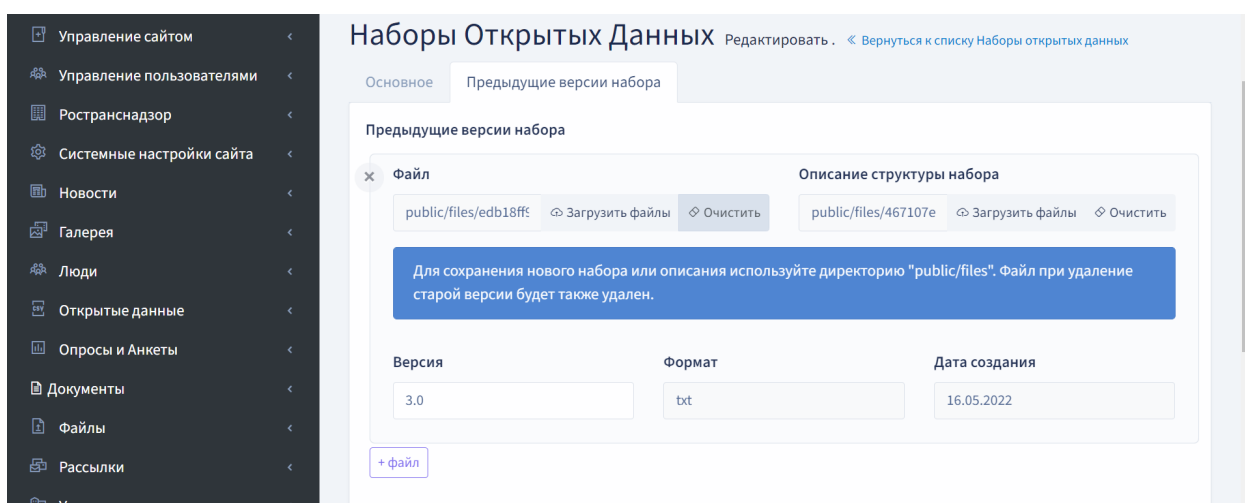 Управление сайтом
Управление пользователями
Ространснадзор
Системные настройки сайта
Новости
Галерея
Люди
Открытые данные
Опросы и Анкеты
Документы
Файлы
Рассылки
Наборы Открытых Данных Редактировать. « Вернуться к списку Наборы открытых данных
Основное Предыдущие версии набора
Предыдущие версии набора
Файл Описание структуры набора
public/files/edb18ff9 Загрузить файлы Очистить public/files/467107e Загрузить файлы Очистить
Для сохранения нового набора или описания используйте директорию "public/files". Файл при удаление
старой версии будет также удален.
Версия Формат Дата создания
3.0 txt 16.05.2022
+ файл